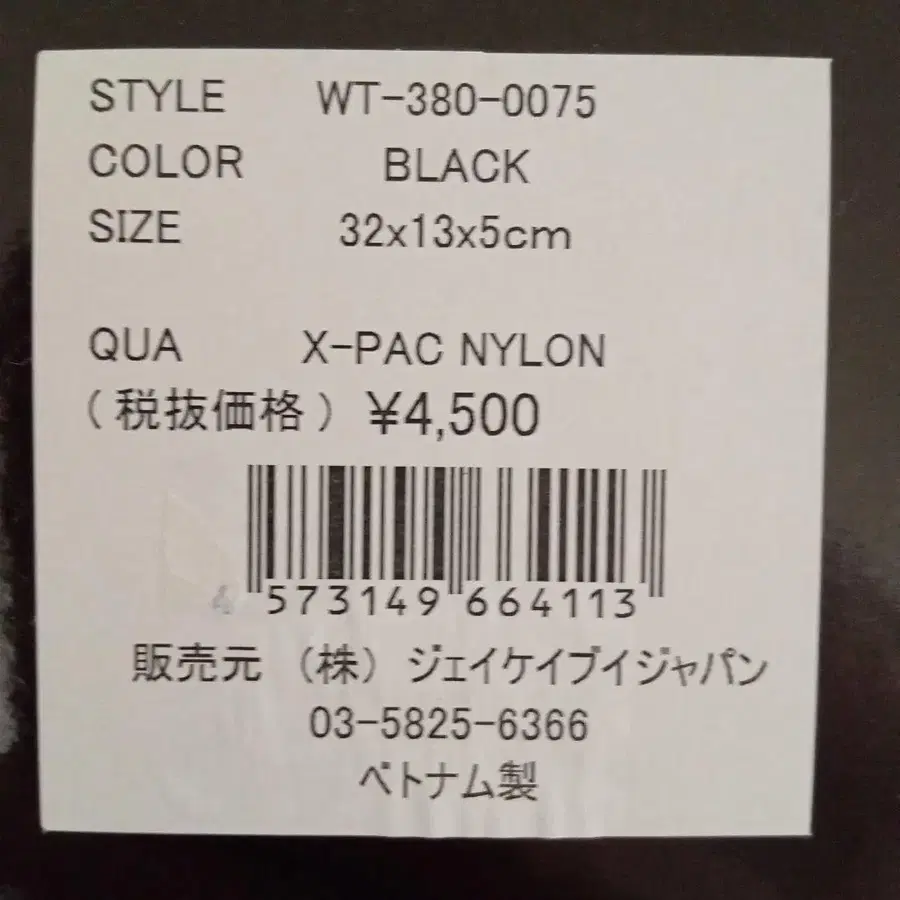 STYLE WT-380-0075
COLOR BLACK
SIZE 32x13x5cm
QUA X-PAC NYLON
(税抜価格) ¥4,500
4 573149 664113
販売元 (株) ジェイケイブイジャパン
03-5825-6366
ベトナム製